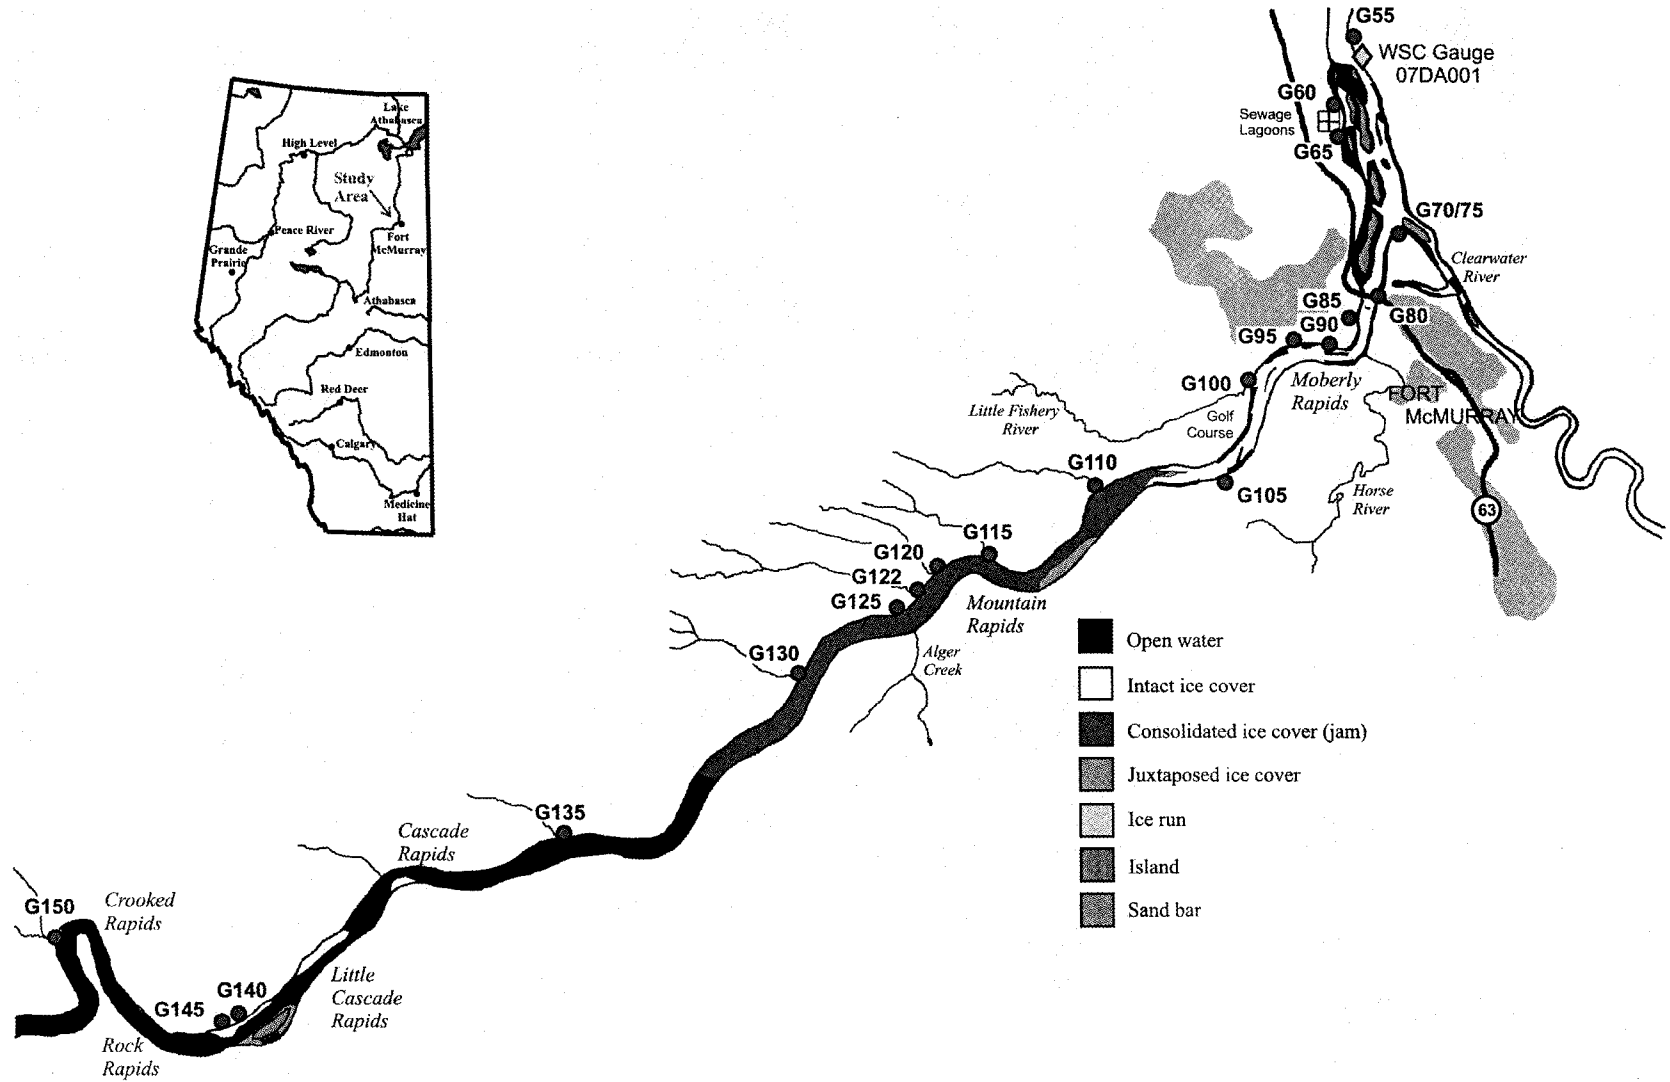 G55
WSC Gauge
07DA001
G60
Sewage
Lagoons
G65
G70/75
Clearwater
River
G85
G80
G95
G90
G100
Moberly
Rapids
FORT
McMURRAY
Little Fishery
River
Golf
Course
G110
G105
Horse
River
63
G115
G120
G122
G125
Mountain
Rapids
Alger
Creek
G130
G135
Cascade
Rapids
G150
Crooked
Rapids
G140
G145
Little
Cascade
Rapids
Rock
Rapids
Lake
Athabasca
High Level
Study
Area
Peace River
Fort
McMurray
Grande
Prairie
Athabasca
Edmonton
Red Deer
Calgary
Medicine
Hat
Open water
Intact ice cover
Consolidated ice cover (jam)
Juxtaposed ice cover
Ice run
Island
Sand bar